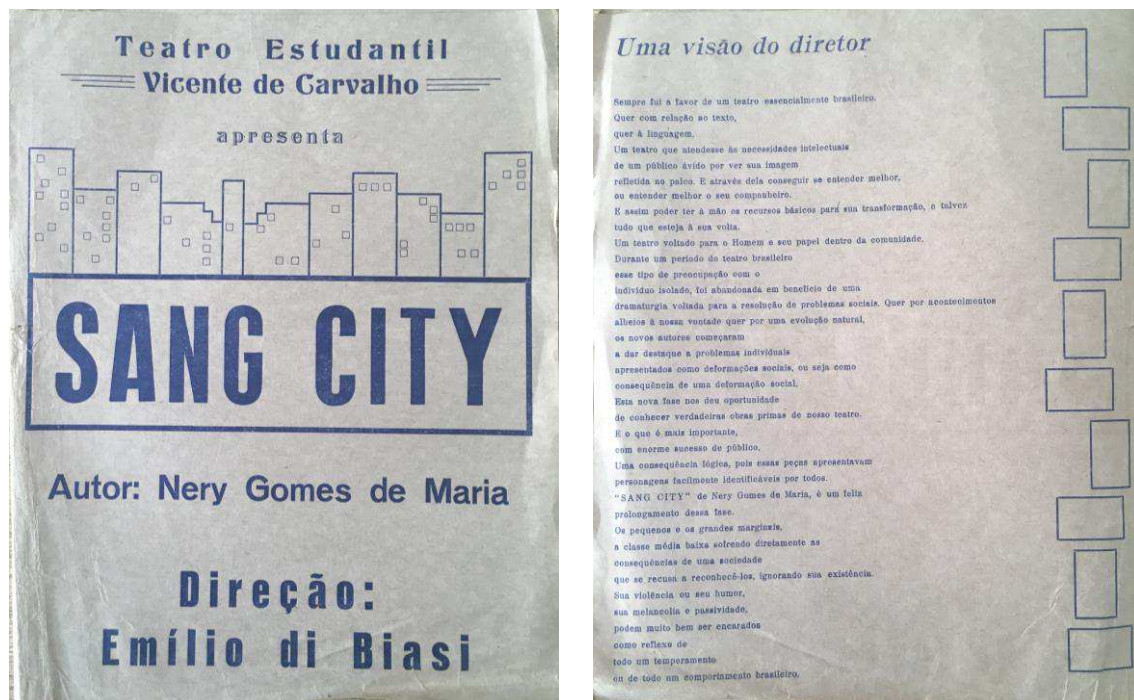 Teatro Estudantil
Vicente de Carvalho
apresenta
SANG CITY
Autor: Nery Gomes de Maria
Direção:
Emílio di Biasi
Uma visão do diretor
Sempre fui a favor de um teatro essencialmente brasileiro.
Quer com relação ao texto,
quer à linguagem.
Um teatro que atendesse às necessidades intelectuais
de um público ávido por ver sua imagem
refletida no palco. E através dela conseguir se entender melhor,
ou entender melhor o seu companheiro.
E assim poder ter à mão os recursos básicos para sua transformação, e talvez
tudo que esteja à sua volta.
Um teatro voltado para o Homem e seu papel dentro da comunidade.
Durante um período do teatro brasileiro
esse tipo de preocupação com o
indivíduo isolado, foi abandonada em benefício de uma
dramaturgia voltada para a resolução de problemas sociais. Quer por acontecimentos
alheios à nossa vontade quer por uma evolução natural,
os novos autores começaram
a dar destaque a problemas individuais
apresentados como deformações sociais, ou seja como
consequência de uma deformação social.
Esta nova fase nos deu oportunidade
de conhecer verdadeiras obras primas de nosso teatro.
E o que é mais importante,
com enorme sucesso de público.
Uma consequência lógica, pois essas peças apresentavam
personagens facilmente identificáveis por todos.
"SANG CITY" de Nery Gomes de Maria, é um feliz
prolongamento dessa fase.
Os pequenos e os grandes marginais,
a classe média baixa sofrendo diretamente as
consequências de uma sociedade
que se recusa a reconhecê-los, ignorando sua existência.
Sua violência ou seu humor,
sua melancolia e passividade,
podem muito bem ser encarados
como reflexo de
todo um temperamento
ou de todo um comportamento brasileiro.